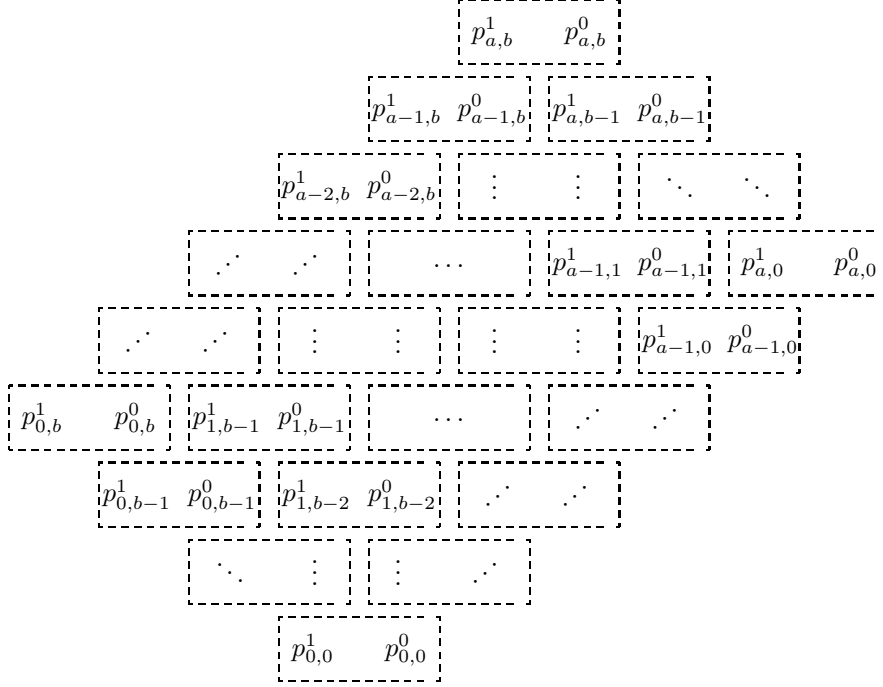 $p^1_{a,b}$ $p^0_{a,b}$
$p^1_{a-1,b}$ $p^0_{a-1,b}$ $p^1_{a,b-1}$ $p^0_{a,b-1}$
$p^1_{a-2,b}$ $p^0_{a-2,b}$ ⋮ ⋮ ⋱ ⋱
⋰ ⋰ ⋯ $p^1_{a-1,1}$ $p^0_{a-1,1}$ $p^1_{a,0}$ $p^0_{a,0}$
⋰ ⋰ ⋮ ⋮ ⋮ ⋮ $p^1_{a-1,0}$ $p^0_{a-1,0}$
$p^1_{0,b}$ $p^0_{0,b}$ $p^1_{1,b-1}$ $p^0_{1,b-1}$ ⋯ ⋰ ⋰
$p^1_{0,b-1}$ $p^0_{0,b-1}$ $p^1_{1,b-2}$ $p^0_{1,b-2}$ ⋰ ⋰
⋱ ⋮ ⋮ ⋰
$p^1_{0,0}$ $p^0_{0,0}$